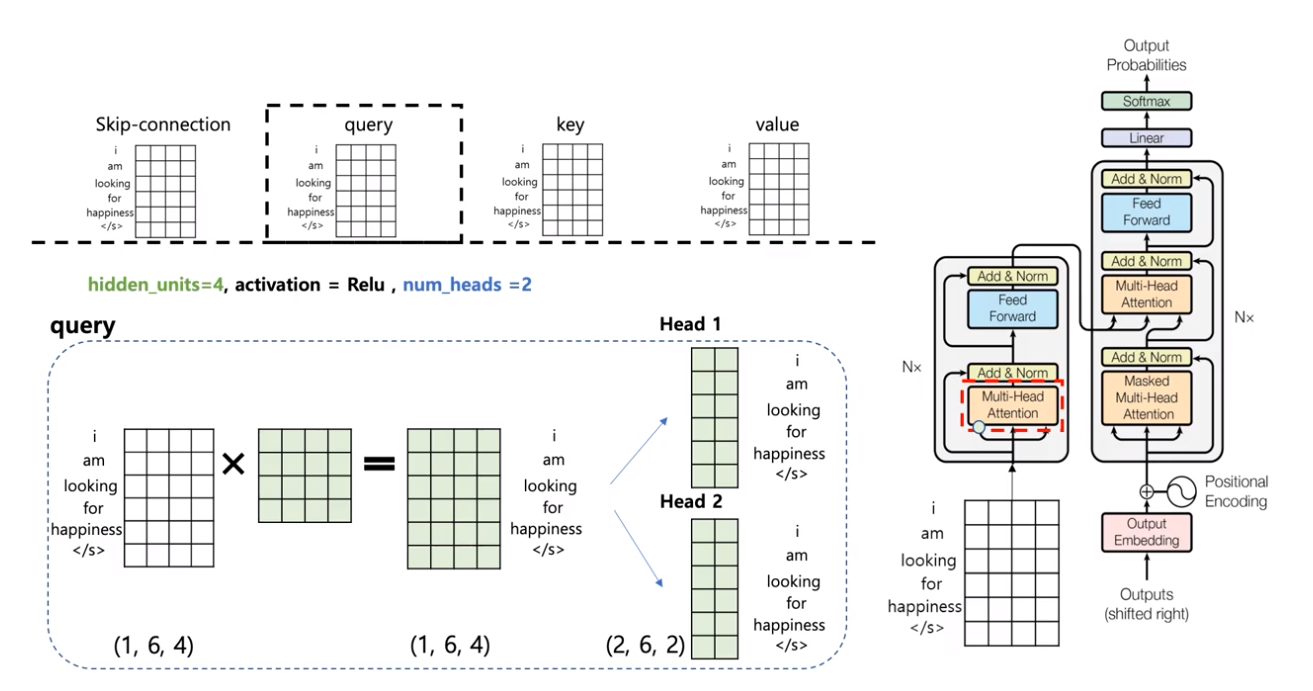 Skip-connection
i
am
looking
for
happiness
</s>
query
i
am
looking
for
happiness
</s>
key
i
am
looking
for
happiness
</s>
value
i
am
looking
for
happiness
</s>
hidden_units=4, activation = Relu , num_heads =2
query
i
am
looking
for
happiness
</s>
(1, 6, 4)
×
=
i
am
looking
for
happiness
</s>
(1, 6, 4)
Head 1
i
am
looking
for
happiness
</s>
Head 2
i
am
looking
for
happiness
</s>
(2, 6, 2)
Output
Probabilities
Softmax
Linear
Add & Norm
Feed
Forward
Add & Norm
Multi-Head
Attention
N×
Add & Norm
Masked
Multi-Head
Attention
Positional
Encoding
Output
Embedding
Outputs
(shifted right)
Add & Norm
Feed
Forward
N×
Add & Norm
Multi-Head
Attention
i
am
looking
for
happiness
</s>